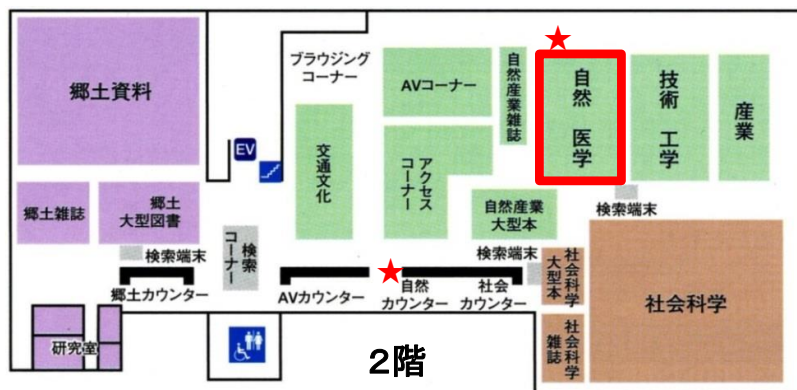 郷土資料
EV
ブラウジング
コーナー
AVコーナー
自然産業雑誌
自然 医学
技術 工学
産業
交通文化
アクセス
コーナー
郷土雑誌
郷土
大型図書
検索
コーナー
自然産業
大型本
検索端末
検索端末
検索端末
社会科学
大型本
社会科学
郷土カウンター
AVカウンター
自然
カウンター
社会
カウンター
社会科学
雑誌
研究室
2階